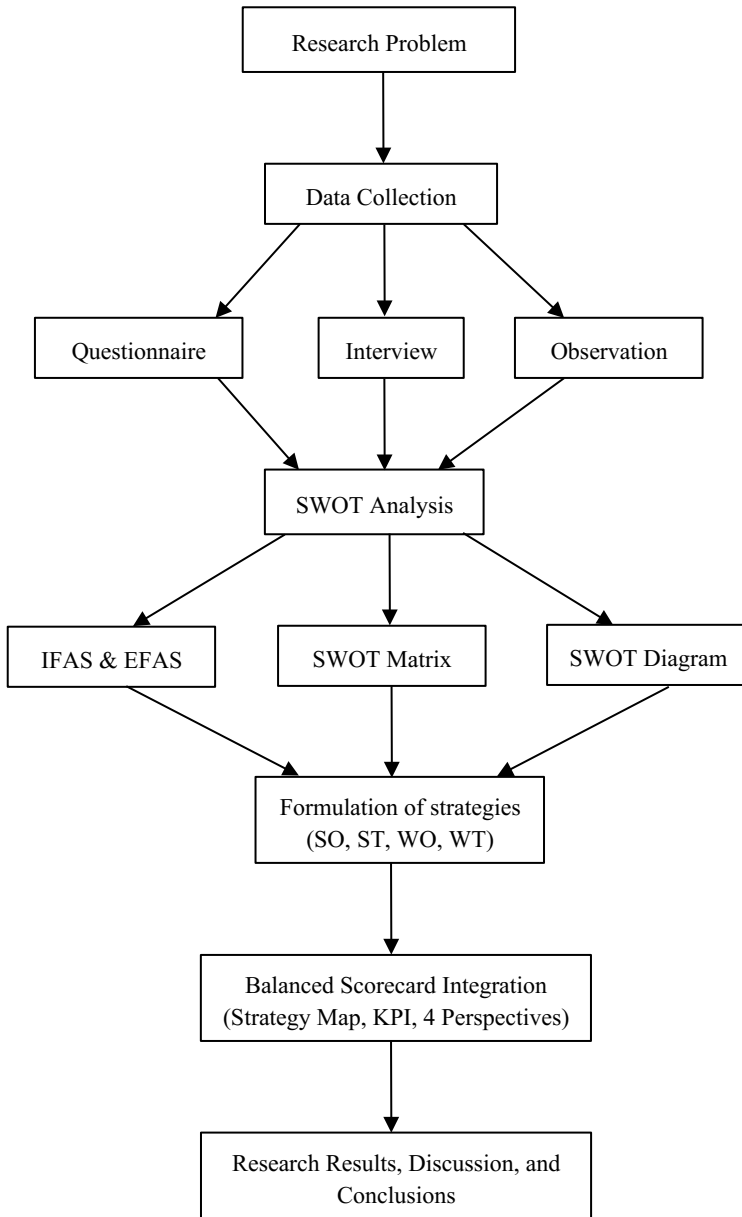 Research Problem
Data Collection
Questionnaire
Interview
Observation
SWOT Analysis
IFAS & EFAS
SWOT Matrix
SWOT Diagram
Formulation of strategies
(SO, ST, WO, WT)
Balanced Scorecard Integration
(Strategy Map, KPI, 4 Perspectives)
Research Results, Discussion, and
Conclusions